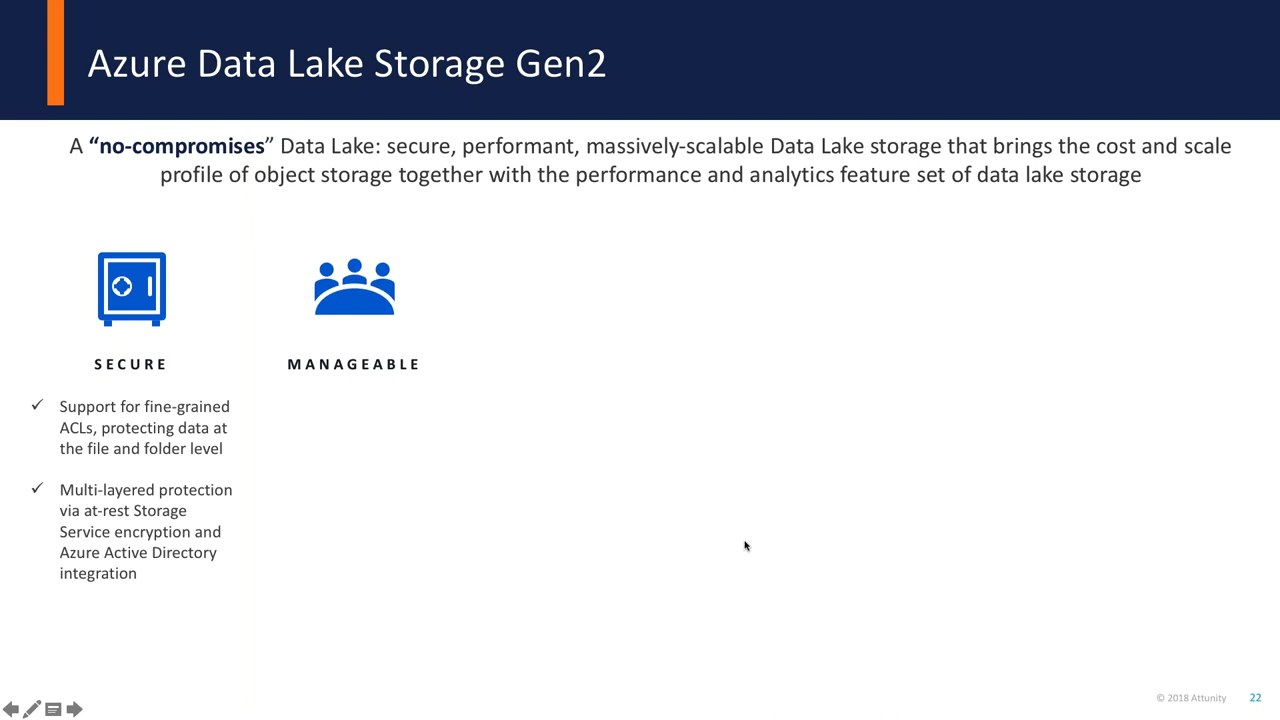 Azure Data Lake Storage Gen2
A “no-compromises” Data Lake: secure, performant, massively-scalable Data Lake storage that brings the cost and scale
profile of object storage together with the performance and analytics feature set of data lake storage
SECURE
MANAGEABLE
✓ Support for fine-grained
ACLs, protecting data at
the file and folder level
✓ Multi-layered protection
via at-rest Storage
Service encryption and
Azure Active Directory
integration
© 2018 Attunity 22